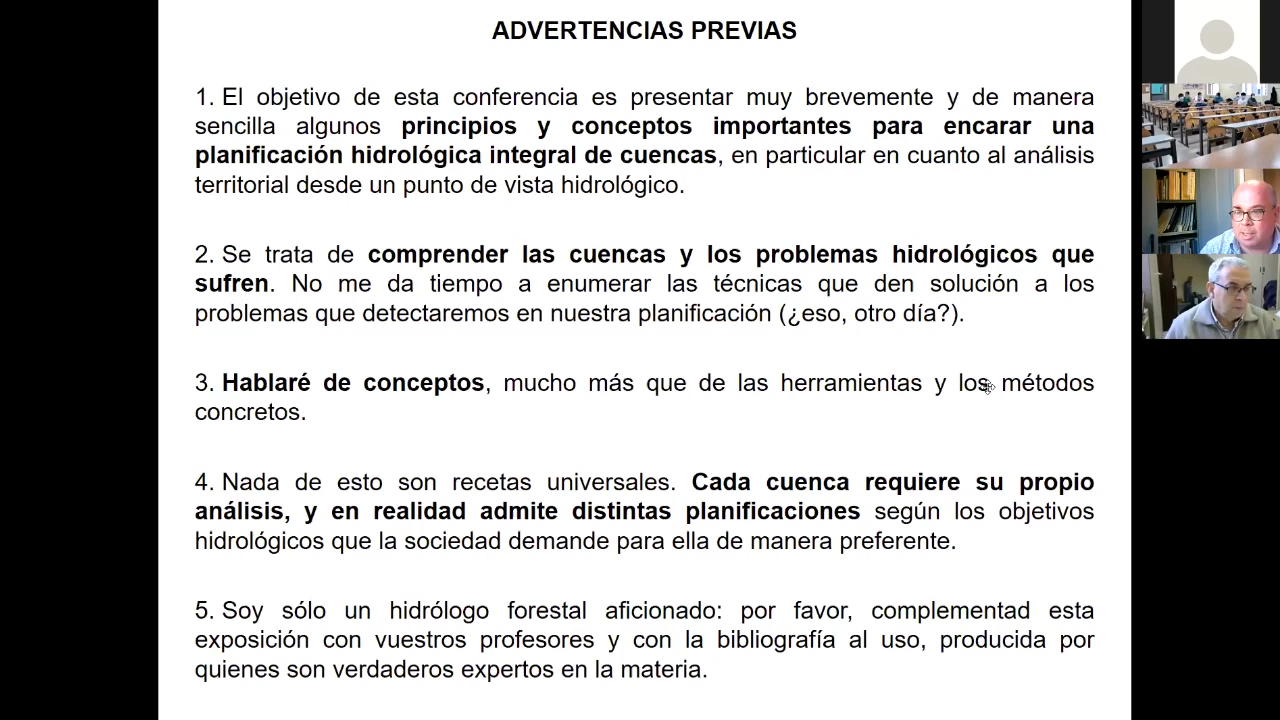 ADVERTENCIAS PREVIAS
1. El objetivo de esta conferencia es presentar muy brevemente y de manera
sencilla algunos principios y conceptos importantes para encarar una
planificación hidrológica integral de cuencas, en particular en cuanto al análisis
territorial desde un punto de vista hidrológico.
2. Se trata de comprender las cuencas y los problemas hidrológicos que
sufren. No me da tiempo a enumerar las técnicas que den solución a los
problemas que detectaremos en nuestra planificación (¿eso, otro día?).
3. Hablaré de conceptos, mucho más que de las herramientas y los métodos
concretos.
4. Nada de esto son recetas universales. Cada cuenca requiere su propio
análisis, y en realidad admite distintas planificaciones según los objetivos
hidrológicos que la sociedad demande para ella de manera preferente.
5. Soy sólo un hidrólogo forestal aficionado: por favor, complementad esta
exposición con vuestros profesores y con la bibliografía al uso, producida por
quienes son verdaderos expertos en la materia.